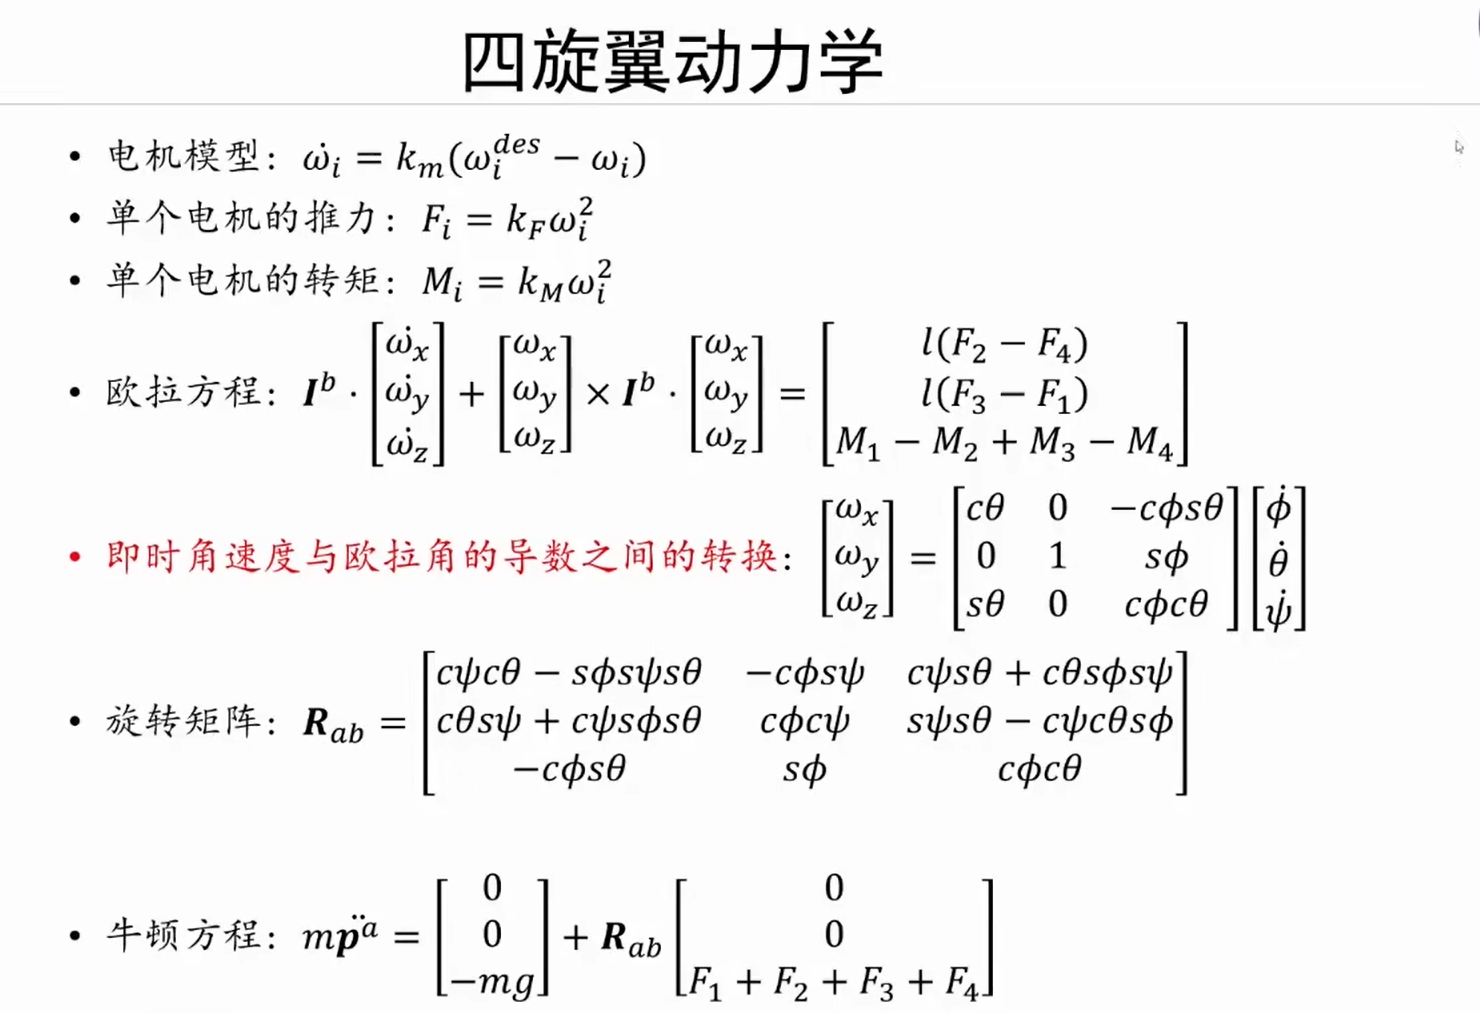 四旋翼动力学
• 电机模型：$\dot{\omega_i} = k_m(\omega_i^{des} - \omega_i)$
• 单个电机的推力：$F_i = k_F\omega_i^2$
• 单个电机的转矩：$M_i = k_M\omega_i^2$
• 欧拉方程：$\boldsymbol{I}^b \cdot \begin{bmatrix} \dot{\omega_x} \\ \dot{\omega_y} \\ \dot{\omega_z} \end{bmatrix} + \begin{bmatrix} \omega_x \\ \omega_y \\ \omega_z \end{bmatrix} \times \boldsymbol{I}^b \cdot \begin{bmatrix} \omega_x \\ \omega_y \\ \omega_z \end{bmatrix} = \begin{bmatrix} l(F_2 - F_4) \\ l(F_3 - F_1) \\ M_1 - M_2 + M_3 - M_4 \end{bmatrix}$
• 即时角速度与欧拉角的导数之间的转换：$\begin{bmatrix} \omega_x \\ \omega_y \\ \omega_z \end{bmatrix} = \begin{bmatrix} c\theta & 0 & -c\phi s\theta \\ 0 & 1 & s\phi \\ s\theta & 0 & c\phi c\theta \end{bmatrix} \begin{bmatrix} \dot{\phi} \\ \dot{\theta} \\ \dot{\psi} \end{bmatrix}$
• 旋转矩阵：$\boldsymbol{R}_{ab} = \begin{bmatrix} c\psi c\theta - s\phi s\psi s\theta & -c\phi s\psi & c\psi s\theta + c\theta s\phi s\psi \\ c\theta s\psi + c\psi s\phi s\theta & c\phi c\psi & s\psi s\theta - c\psi c\theta s\phi \\ -c\phi s\theta & s\phi & c\phi c\theta \end{bmatrix}$
• 牛顿方程：$m\ddot{\boldsymbol{p}^a} = \begin{bmatrix} 0 \\ 0 \\ -mg \end{bmatrix} + \boldsymbol{R}_{ab} \begin{bmatrix} 0 \\ 0 \\ F_1 + F_2 + F_3 + F_4 \end{bmatrix}$